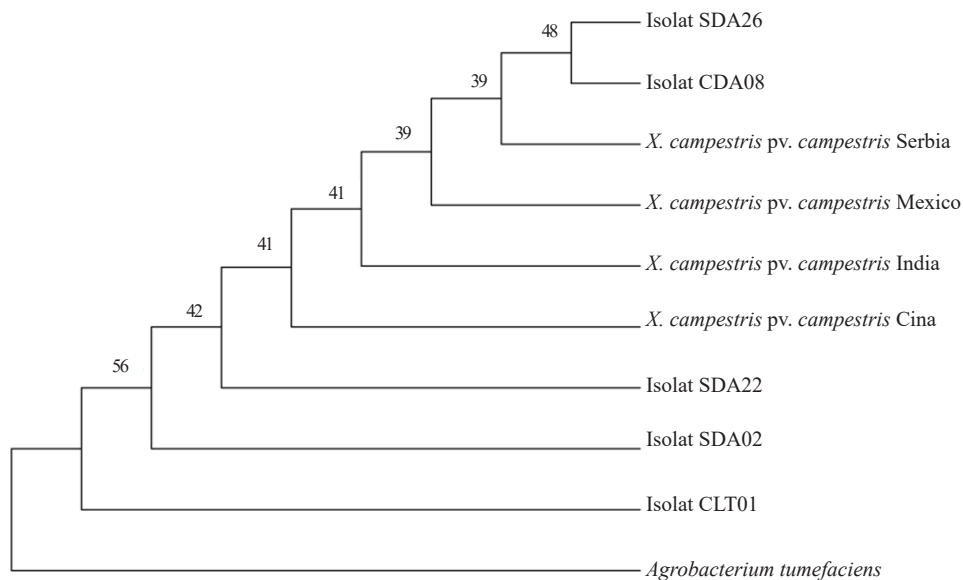 48
Isolat SDA26
Isolat CDA08
39
X. campestris pv. campestris Serbia
39
X. campestris pv. campestris Mexico
41
X. campestris pv. campestris India
41
X. campestris pv. campestris Cina
42
Isolat SDA22
56
Isolat SDA02
Isolat CLT01
Agrobacterium tumefaciens